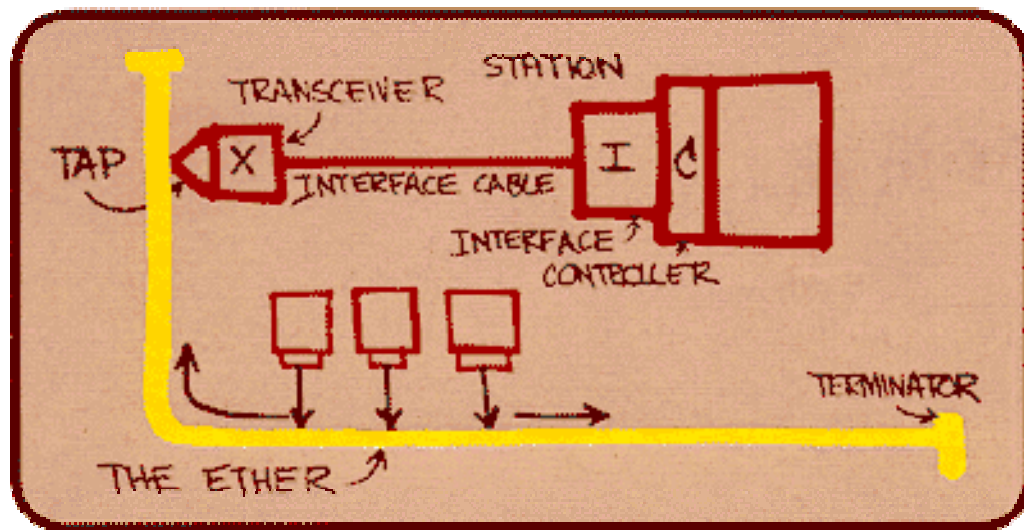 STATION
TRANSCEIVER
TAP
X
I
C
INTERFACE CABLE
INTERFACE
CONTROLLER
TERMINATOR
THE ETHER